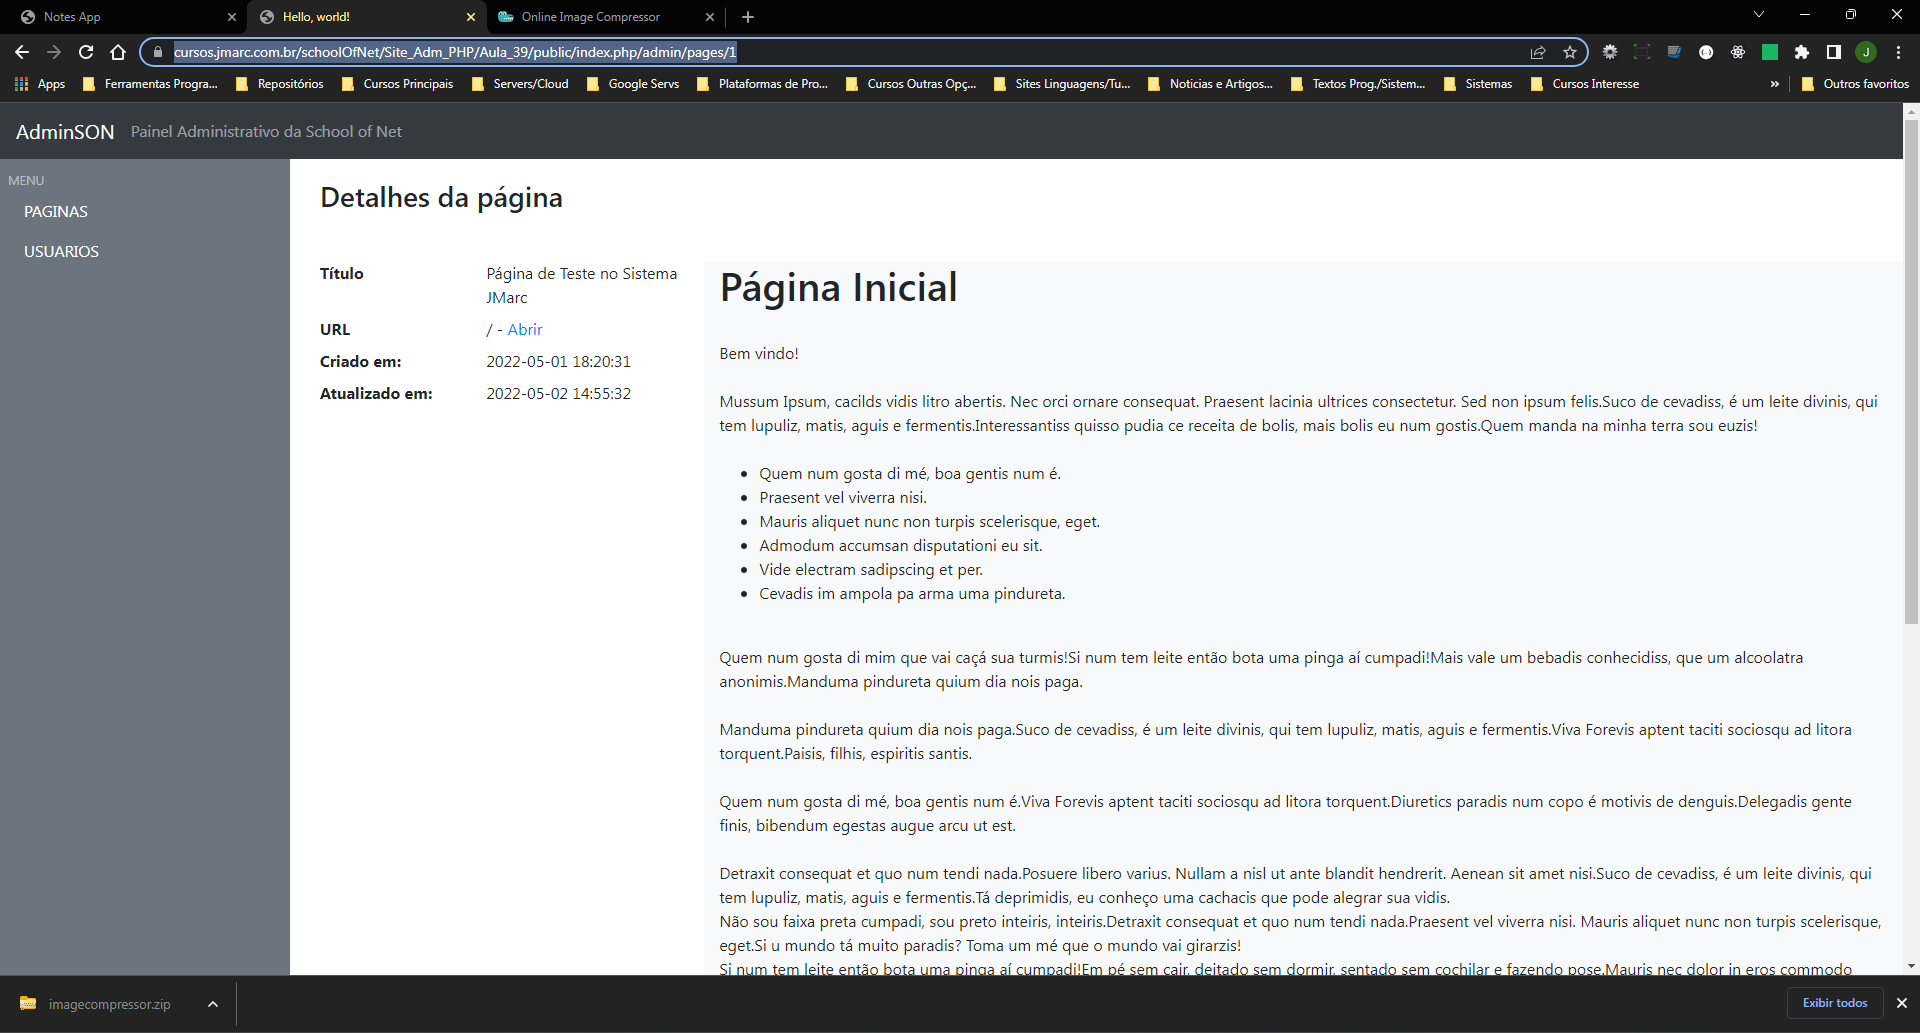 Notes App
Hello, world!
Online Image Compressor
cursos.jmarc.com.br/schoolOfNet/Site_Adm_PHP/Aula_39/public/index.php/admin/pages/1
J
Apps
Ferramentas Progra...
Repositórios
Cursos Principais
Servers/Cloud
Google Servs
Plataformas de Pro...
Cursos Outras Opç...
Sites Linguagens/Tu...
Noticias e Artigos...
Textos Prog./Sistem...
Sistemas
Cursos Interesse
»
Outros favoritos
AdminSON Painel Administrativo da School of Net
MENU
PAGINAS
USUARIOS
Detalhes da página
Título
Página de Teste no Sistema
JMarc
URL
/ - Abrir
Criado em:
2022-05-01 18:20:31
Atualizado em:
2022-05-02 14:55:32
Página Inicial
Bem vindo!
Mussum Ipsum, cacilds vidis litro abertis. Nec orci ornare consequat. Praesent lacinia ultrices consectetur. Sed non ipsum felis.Suco de cevadiss, é um leite divinis, qui
tem lupuliz, matis, aguis e fermentis.Interessantiss quisso pudia ce receita de bolis, mais bolis eu num gostis.Quem manda na minha terra sou euzis!
• Quem num gosta di mé, boa gentis num é.
• Praesent vel viverra nisi.
• Mauris aliquet nunc non turpis scelerisque, eget.
• Admodum accumsan disputationi eu sit.
• Vide electram sadipscing et per.
• Cevadis im ampola pa arma uma pindureta.
Quem num gosta di mim que vai caçá sua turmis!Si num tem leite então bota uma pinga aí cumpadi!Mais vale um bebadis conhecidiss, que um alcoolatra
anonimis.Manduma pindureta quium dia nois paga.
Manduma pindureta quium dia nois paga.Suco de cevadiss, é um leite divinis, qui tem lupuliz, matis, aguis e fermentis.Viva Forevis aptent taciti sociosqu ad litora
torquent.Paisis, filhis, espiritis santis.
Quem num gosta di mé, boa gentis num é.Viva Forevis aptent taciti sociosqu ad litora torquent.Diuretics paradis num copo é motivis de denguis.Delegadis gente
finis, bibendum egestas augue arcu ut est.
Detraxit consequat et quo num tendi nada.Posuere libero varius. Nullam a nisl ut ante blandit hendrerit. Aenean sit amet nisi.Suco de cevadiss, é um leite divinis, qui
tem lupuliz, matis, aguis e fermentis.Tá deprimidis, eu conheço uma cachacis que pode alegrar sua vidis.
Não sou faixa preta cumpadi, sou preto inteiris, inteiris.Detraxit consequat et quo num tendi nada.Praesent vel viverra nisi. Mauris aliquet nunc non turpis scelerisque,
eget.Si u mundo tá muito paradis? Toma um mé que o mundo vai girarzis!
Si num tem leite então bota uma pinga aí cumpadi!Em pé sem cair, deitado sem dormir, sentado sem cochilar e fazendo pose.Mauris nec dolor in eros commodo
imagecompressor.zip
Exibir todos